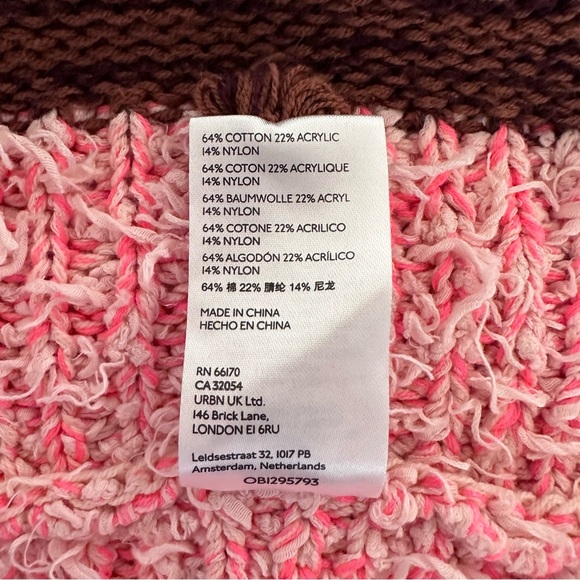 64% COTTON 22% ACRYLIC
14% NYLON
64% COTON 22% ACRYLIQUE
14% NYLON
64% BAUMWOLLE 22% ACRYL
14% NYLON
64% COTONE 22% ACRILICO
14% NYLON
64% ALGODÓN 22% ACRÍLICO
14% NYLON
64% 棉 22% 腈纶 14% 尼龙
MADE IN CHINA
HECHO EN CHINA
RN 66170
CA 32054
URBN UK Ltd.
146 Brick Lane,
LONDON E1 6RU
Leidsestraat 32, 1017 PB
Amsterdam, Netherlands
OB1295793